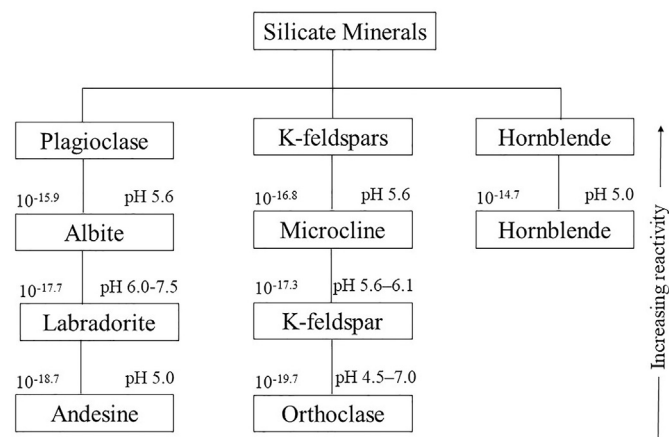 Silicate Minerals
Plagioclase K-feldspars Hornblende
10-15.9 pH 5.6 10-16.8 pH 5.6 10-14.7 pH 5.0
Albite Microcline Hornblende
10-17.7 pH 6.0-7.5 10-17.3 pH 5.6–6.1
Labradorite K-feldspar
10-18.7 pH 5.0 10-19.7 pH 4.5–7.0
Andesine Orthoclase
Increasing reactivity